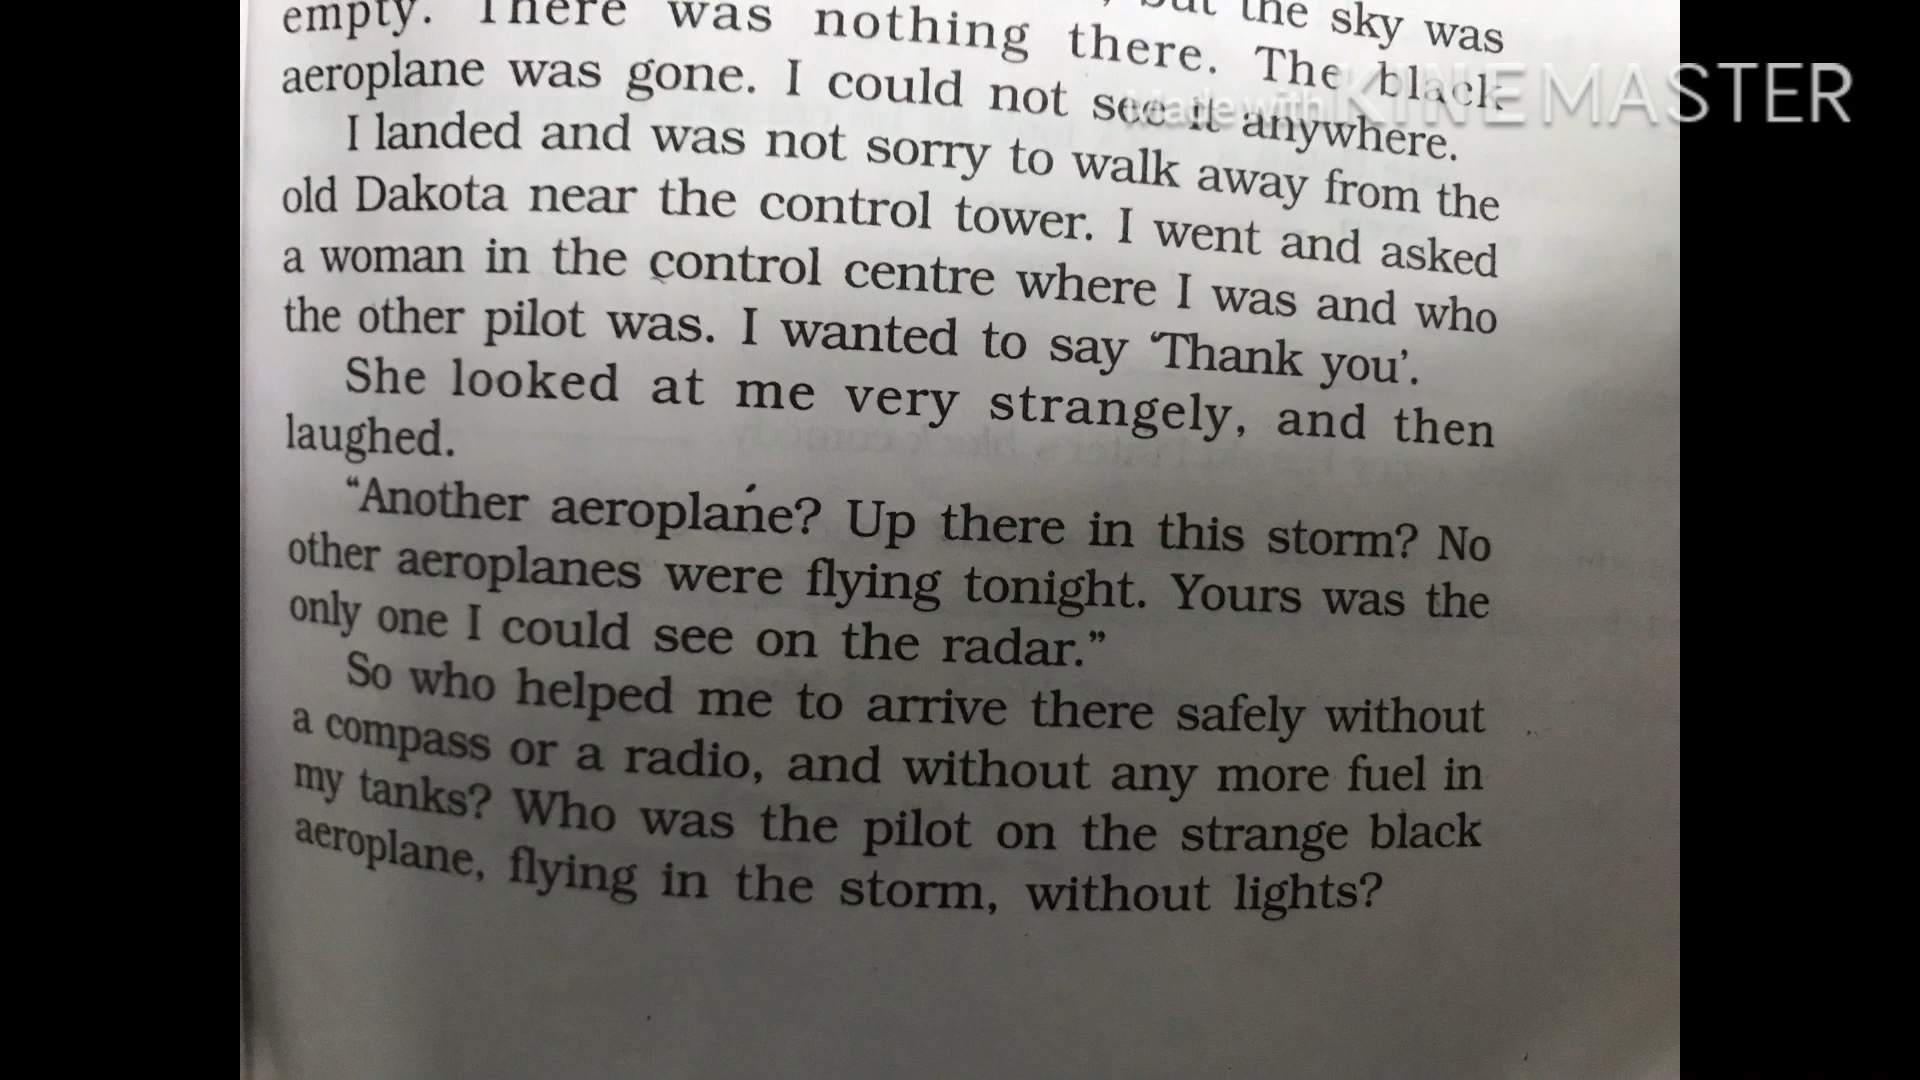 empty. There was nothing there. The black
but the sky was
aeroplane was gone. I could not see it anywhere.
I landed and was not sorry to walk away from the
old Dakota near the control tower. I went and asked
a woman in the control centre where I was and who
the other pilot was. I wanted to say ‘Thank you’.
She looked at me very strangely, and then
laughed.
“Another aeroplane? Up there in this storm? No
other aeroplanes were flying tonight. Yours was the
only one I could see on the radar.”
So who helped me to arrive there safely without
a compass or a radio, and without any more fuel in
my tanks? Who was the pilot on the strange black
aeroplane, flying in the storm, without lights?
Made with KINEMASTER